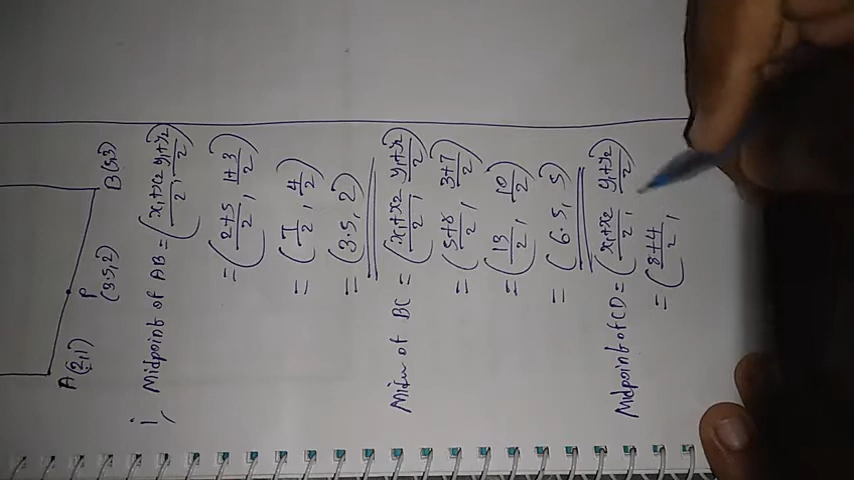 A(2,1) P B(5,3)
(3.5,2)
i, Midpoint of AB = (x₁+x₂/2, y₁+y₂/2)
= (2+5/2, 1+3/2)
= (7/2, 4/2)
= (3.5, 2)
of BC = (x₁+x₂/2, y₁+y₂/2)
= (5+8/2, 3+7/2)
= (13/2, 10/2)
= (6.5, 5)
Midpoint of CD = (x₁+x₂/2, y₁+y₂/2)
= (8+4/2,